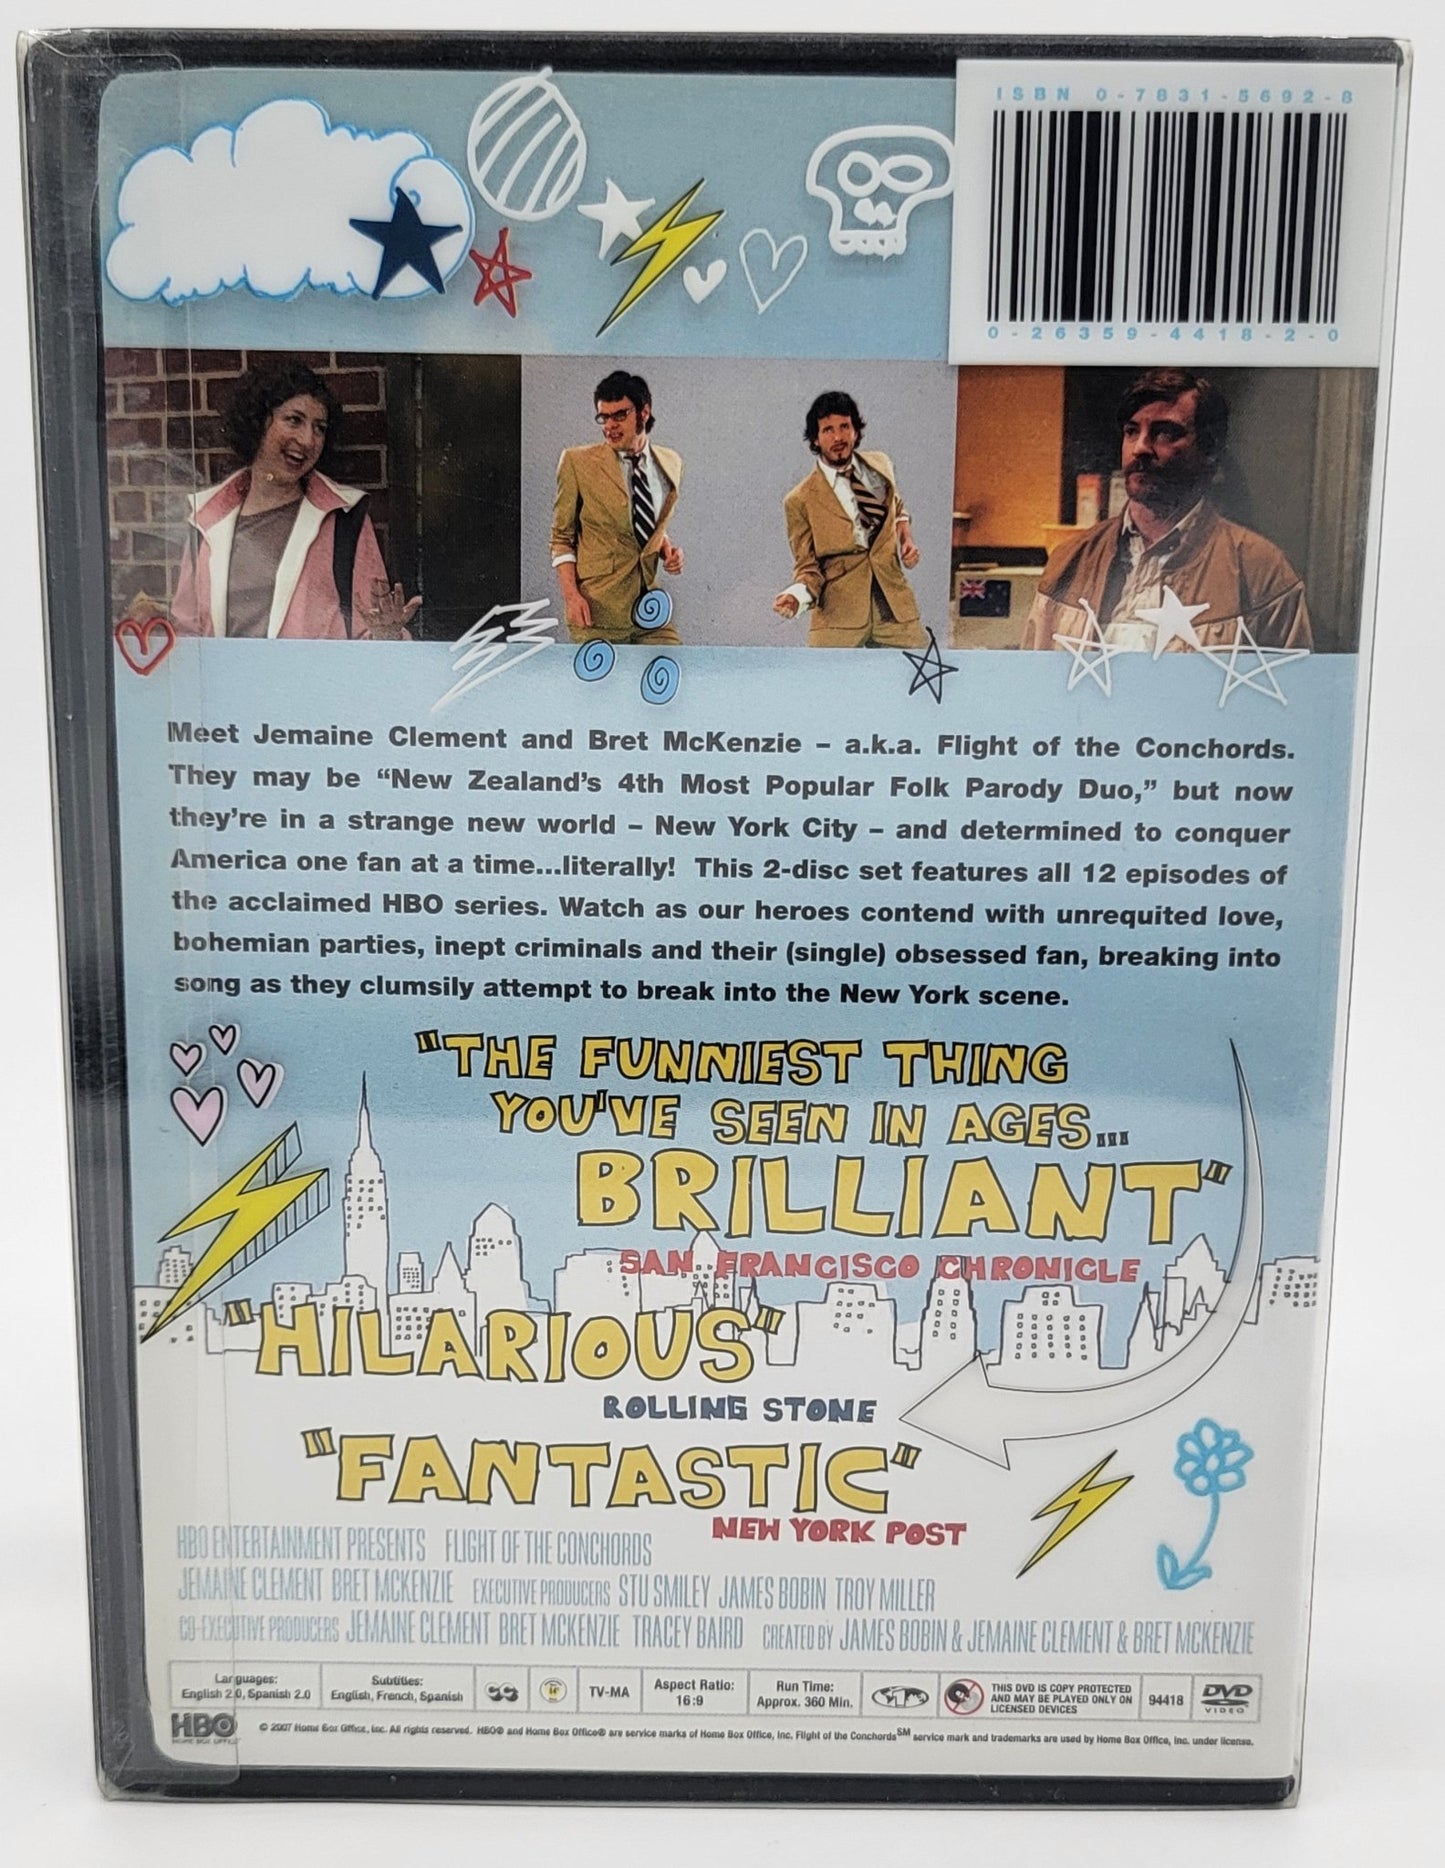 ISBN 0-7831-5692-8
0-26359-4418-2-0
Meet Jemaine Clement and Bret McKenzie – a.k.a. Flight of the Conchords.
They may be “New Zealand’s 4th Most Popular Folk Parody Duo,” but now
they’re in a strange new world – New York City – and determined to conquer
America one fan at a time...literally! This 2-disc set features all 12 episodes of
the acclaimed HBO series. Watch as our heroes contend with unrequited love,
bohemian parties, inept criminals and their (single) obsessed fan, breaking into
song as they clumsily attempt to break into the New York scene.
"THE FUNNIEST THING
YOU'VE SEEN IN AGES...
BRILLIANT"
SAN FRANCISCO CHRONICLE
"HILARIOUS"
ROLLING STONE
"FANTASTIC"
NEW YORK POST
HBO ENTERTAINMENT PRESENTS FLIGHT OF THE CONCHORDS
JEMAINE CLEMENT BRET MCKENZIE EXECUTIVE PRODUCERS STU SMILEY JAMES BOBIN TROY MILLER
CO-EXECUTIVE PRODUCERS JEMAINE CLEMENT BRET MCKENZIE TRACEY BAIRD CREATED BY JAMES BOBIN & JEMAINE CLEMENT & BRET MCKENZIE
Languages:
English 2.0, Spanish 2.0
Subtitles:
English, French, Spanish
TV-MA
Aspect Ratio:
16:9
Run Time:
Approx. 360 Min.
THIS DVD IS COPY PROTECTED
AND MAY BE PLAYED ONLY ON
LICENSED DEVICES
94418
DVD
VIDEO
HBO
HOME BOX OFFICE
© 2007 Home Box Office, Inc. All rights reserved. HBO® and Home Box Office® are service marks of Home Box Office, Inc. Flight of the Conchords℠ service mark and trademarks are used by Home Box Office, Inc. under license.